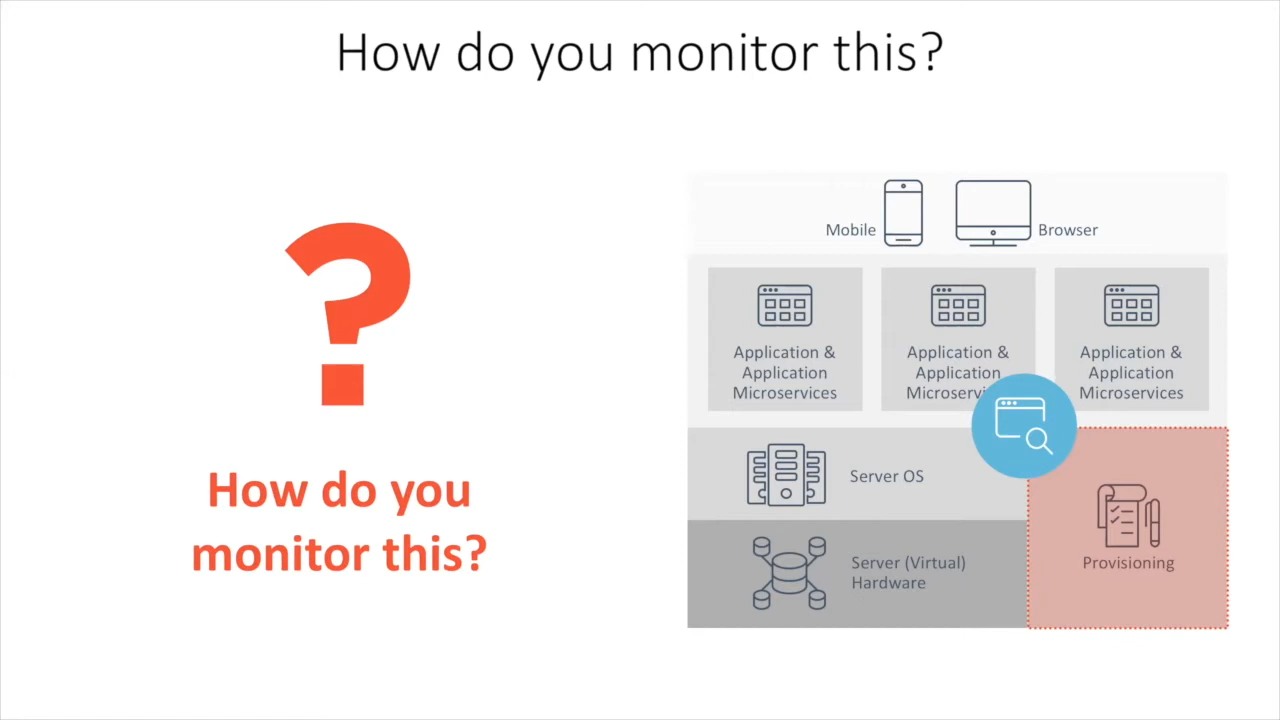 How do you monitor this?
How do you
monitor this?
Mobile
Browser
Application &
Application
Microservices
Application &
Application
Application &
Application
Microservices
Server OS
Server (Virtual)
Hardware
Provisioning